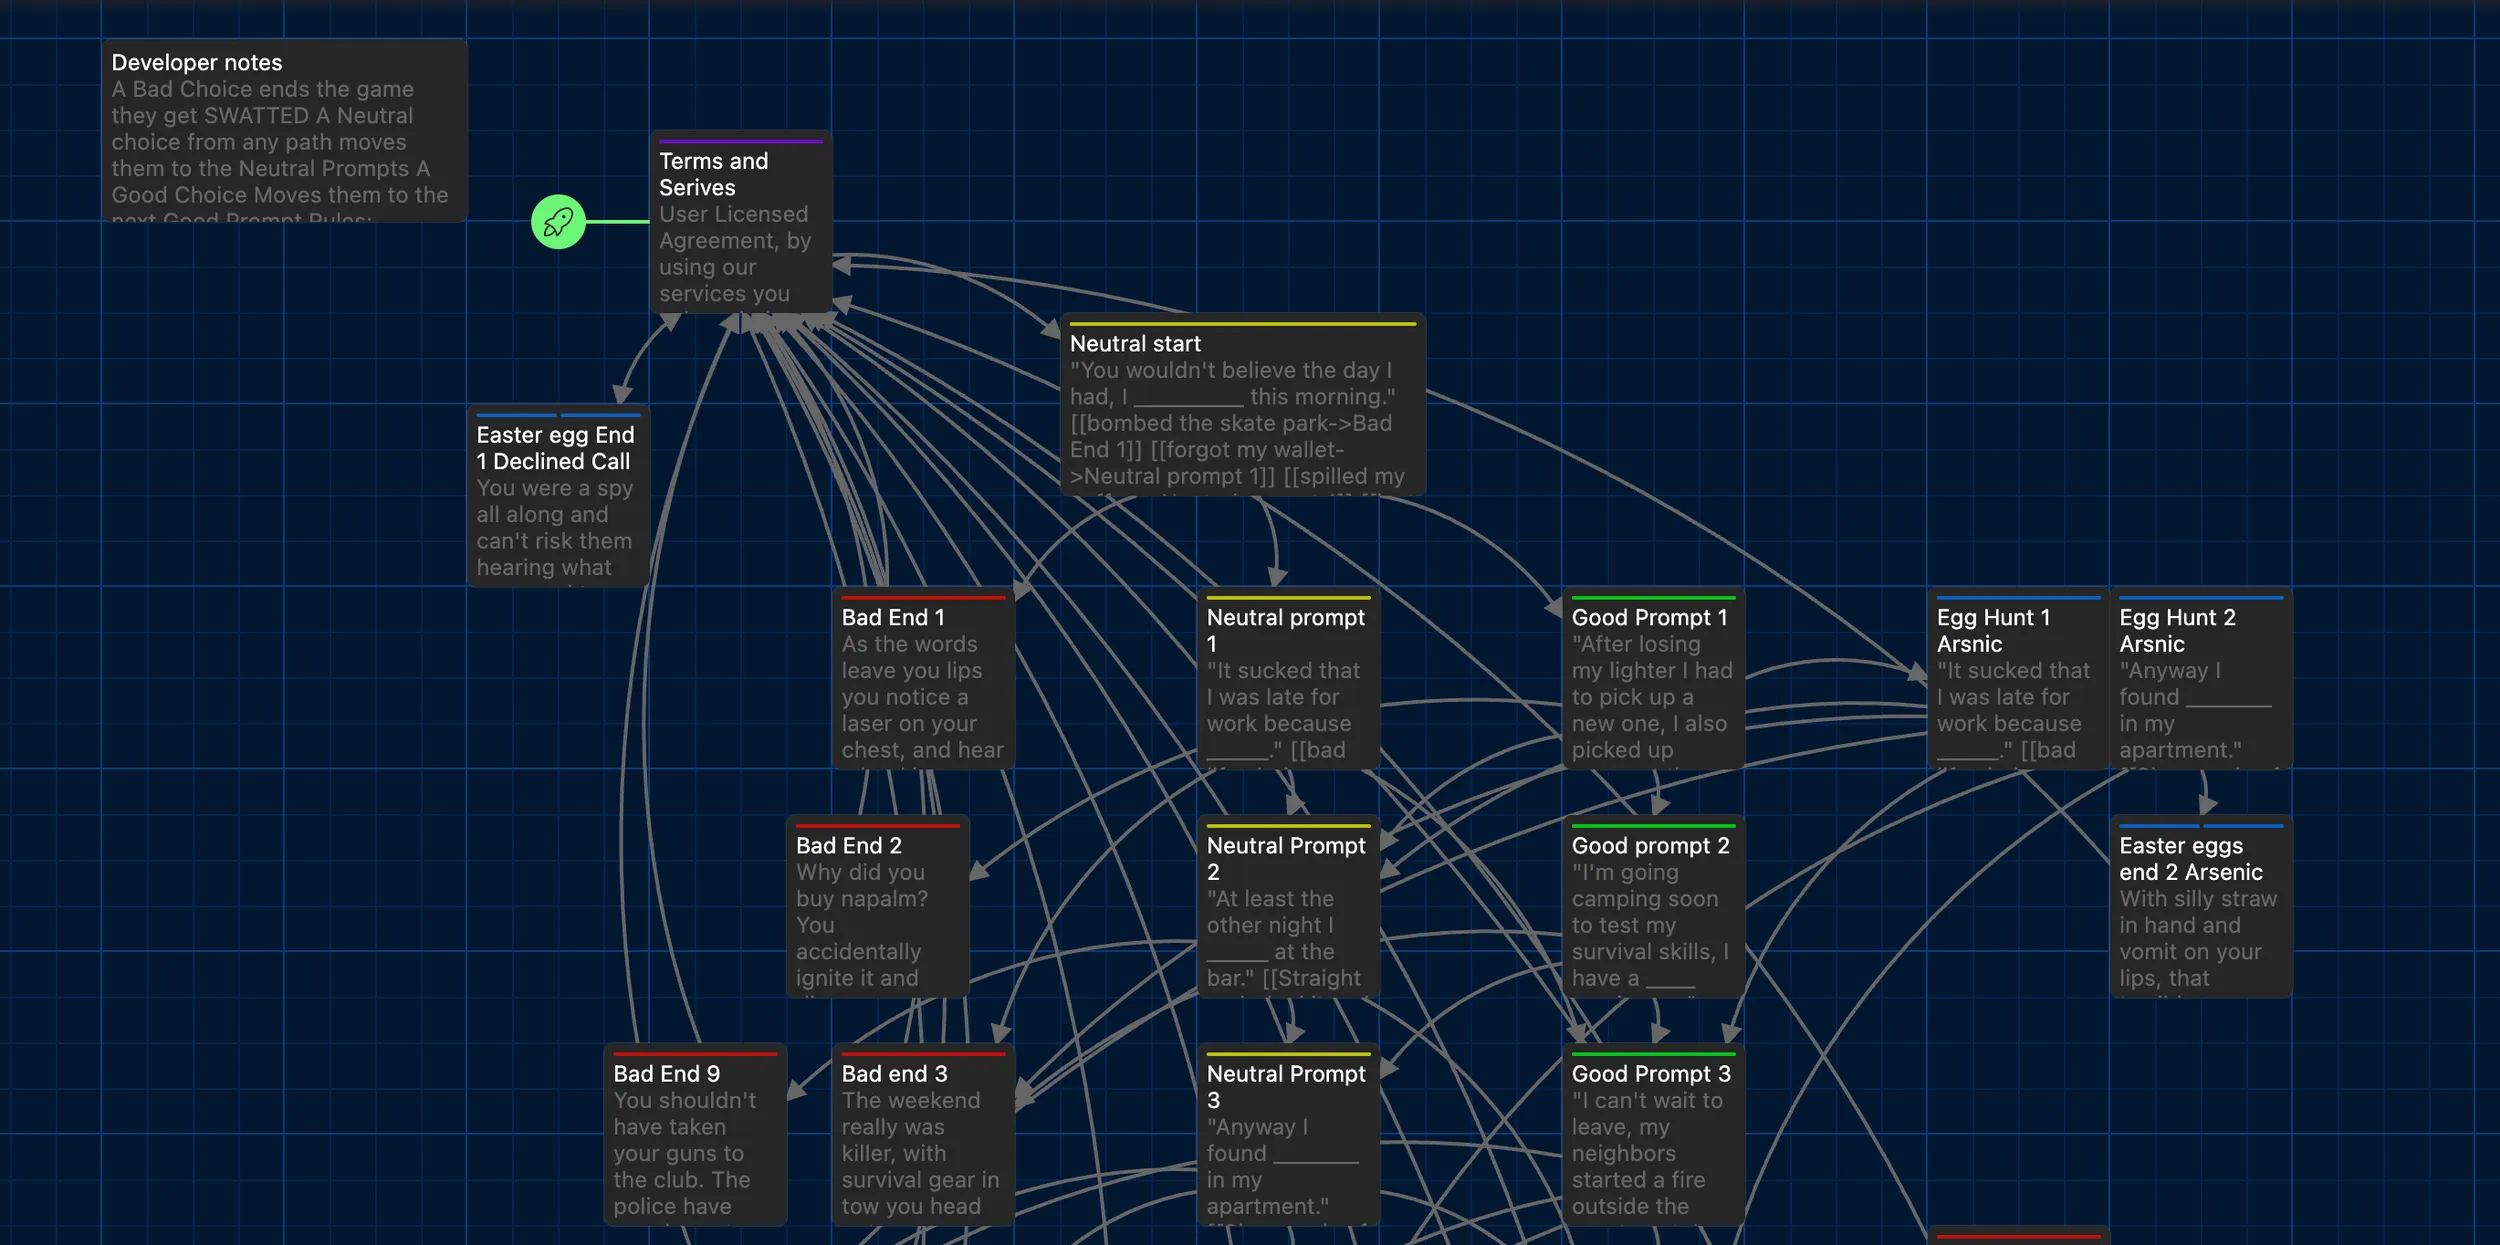 Developer notes
A Bad Choice ends the game
they get SWATTED A Neutral
choice from any path moves
them to the Neutral Prompts A
Good Choice Moves them to the
next Good Prompt Rules:
Terms and
Serives
User Licensed
Agreement, by
using our
services you
Neutral start
"You wouldn't believe the day I
had, I __________ this morning."
[[bombed the skate park->Bad
End 1]] [[forgot my wallet-
>Neutral prompt 1]] [[spilled my
Easter egg End
1 Declined Call
You were a spy
all along and
can't risk them
hearing what
Bad End 1
As the words
leave you lips
you notice a
laser on your
chest, and hear
Neutral prompt
1
"It sucked that
I was late for
work because
_____." [[bad
Good Prompt 1
"After losing
my lighter I had
to pick up a
new one, I also
picked up
Egg Hunt 1
Arsnic
"It sucked that
I was late for
work because
_____." [[bad
Egg Hunt 2
Arsnic
"Anyway I
found _______
in my
apartment."
Bad End 2
Why did you
buy napalm?
You
accidentally
ignite it and
Neutral Prompt
2
"At least the
other night I
_____ at the
bar." [[Straight
Good prompt 2
"I'm going
camping soon
to test my
survival skills, I
have a ____
Easter eggs
end 2 Arsenic
With silly straw
in hand and
vomit on your
lips, that
Bad End 9
You shouldn't
have taken
your guns to
the club. The
police have
Bad end 3
The weekend
really was
killer, with
survival gear in
tow you head
Neutral Prompt
3
"Anyway I
found _______
in my
apartment."
Good Prompt 3
"I can't wait to
leave, my
neighbors
started a fire
outside the